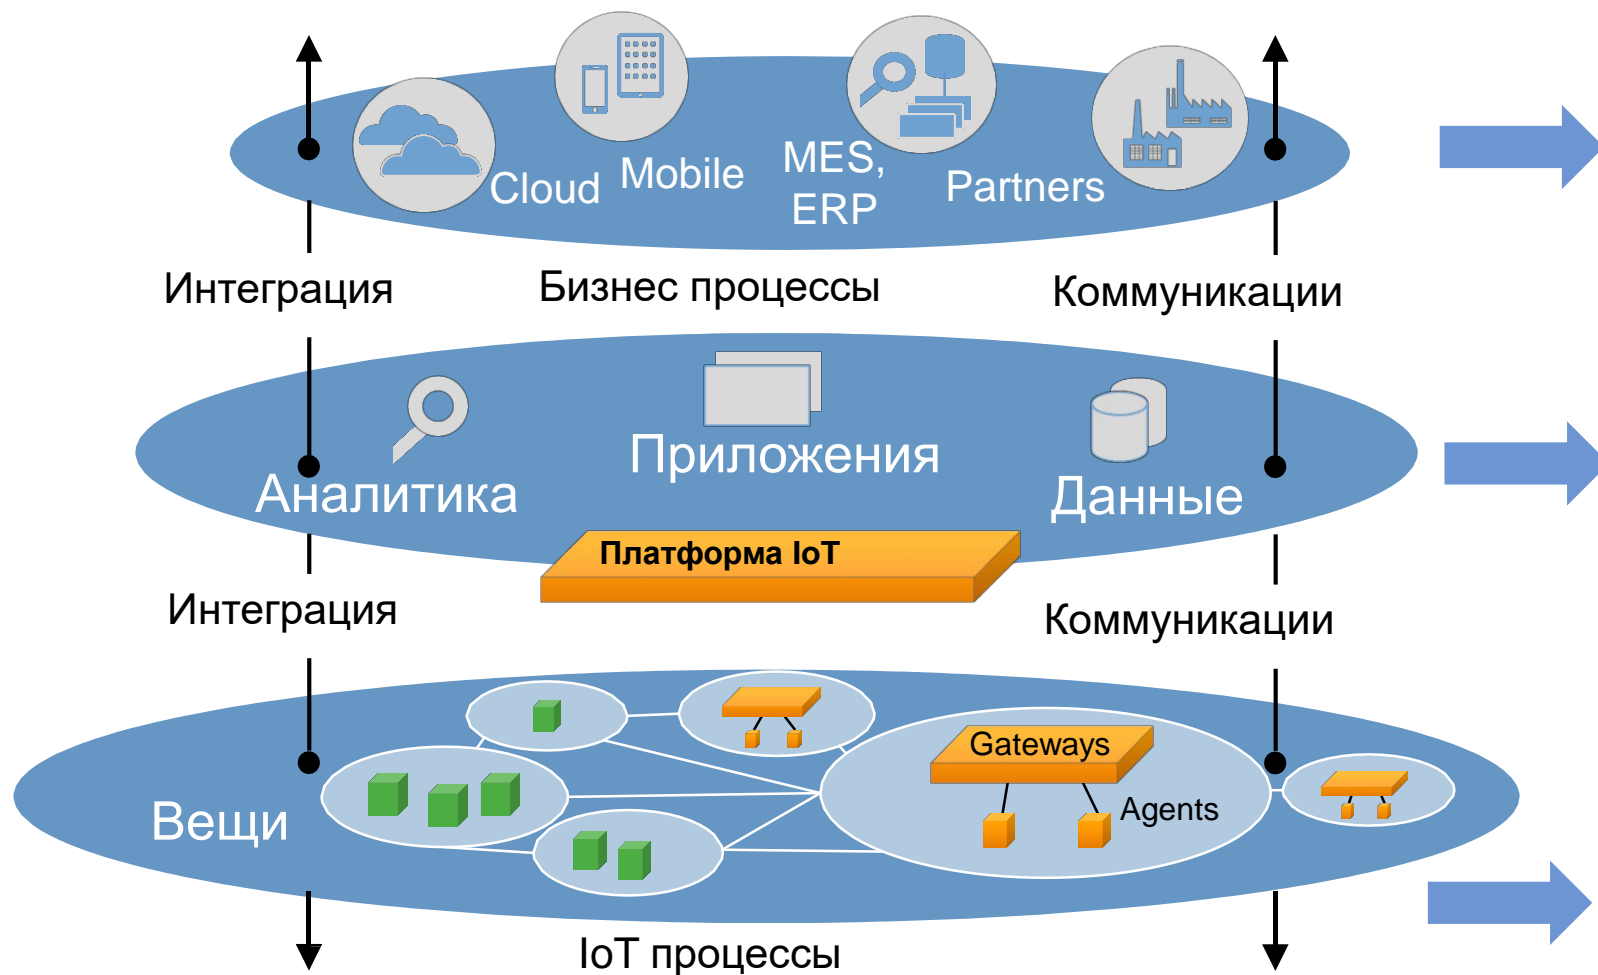 Cloud
Mobile
MES,
ERP
Partners
Интеграция
Бизнес процессы
Коммуникации
Аналитика
Приложения
Данные
Платформа IoT
Интеграция
Коммуникации
Вещи
Gateways
Agents
IoT процессы